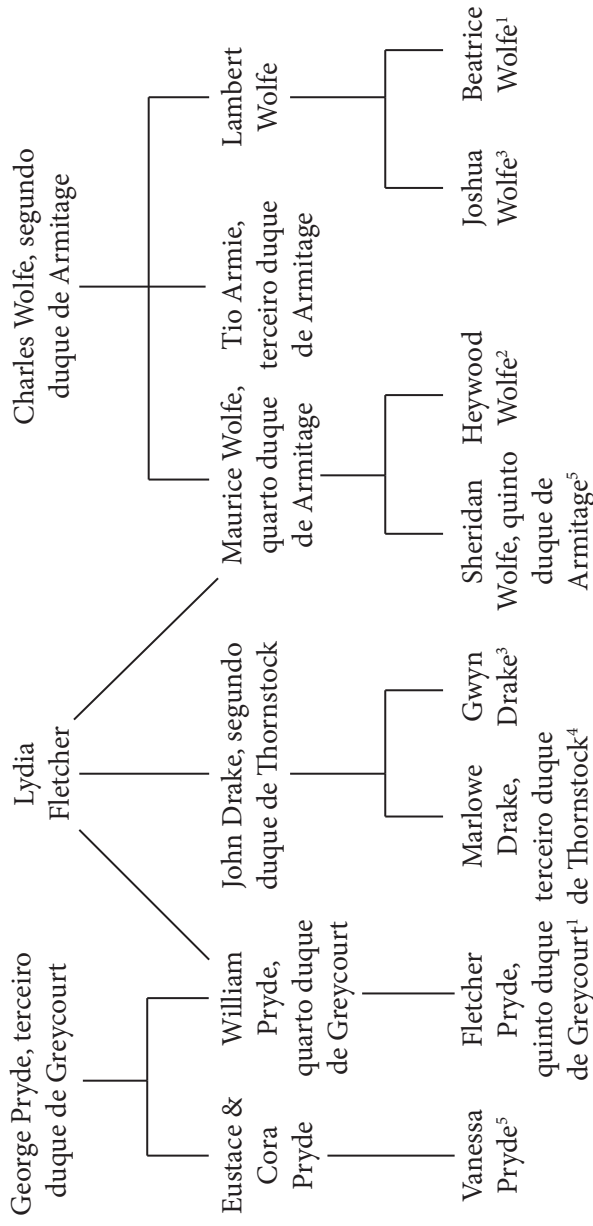 George Pryde, terceiro
duque de Greycourt
Lydia
Fletcher
Charles Wolfe, segundo
duque de Armitage
Eustace &
Cora
Pryde
William
Pryde,
quarto duque
de Greycourt
John Drake, segundo
duque de Thornstock
Maurice Wolfe,
quarto duque
de Armitage
Tio Armie,
terceiro duque
de Armitage
Lambert
Wolfe
Vanessa
Pryde⁵
Fletcher
Pryde,
quinto duque
de Greycourt¹
Marlowe
Drake,
terceiro duque
de Thornstock⁴
Gwyn
Drake³
Sheridan
Wolfe, quinto
duque de
Armitage⁵
Heywood
Wolfe²
Joshua
Wolfe³
Beatrice
Wolfe¹